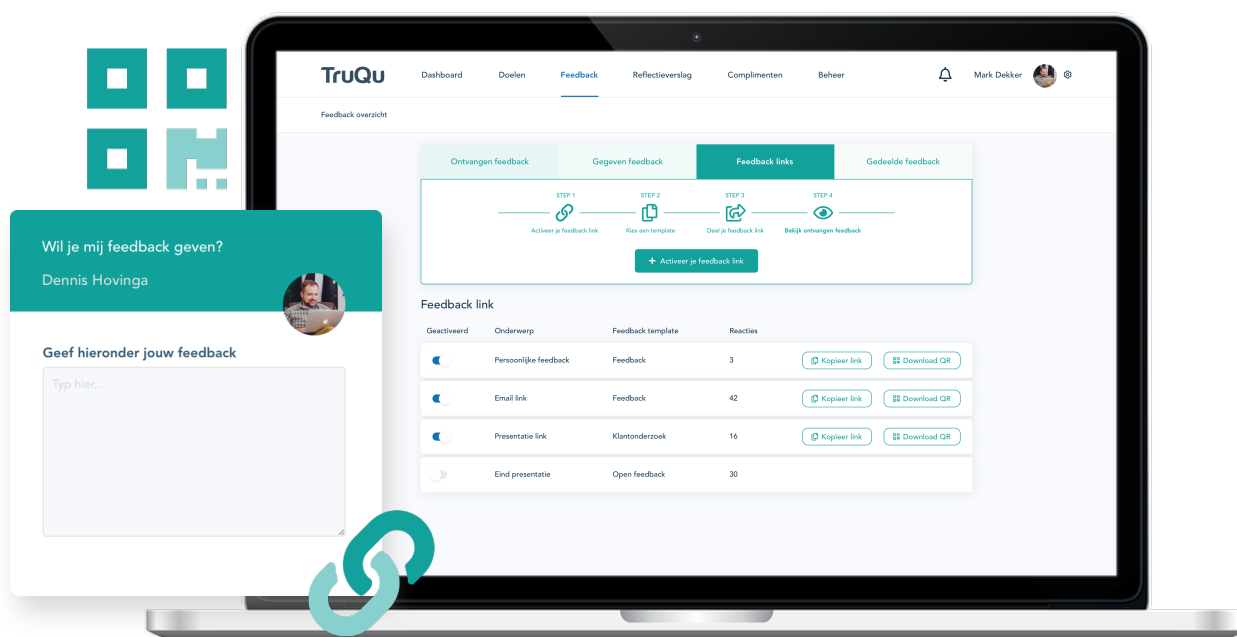 TruQu
Dashboard
Doelen
Feedback
Reflectieverslag
Complimenten
Beheer
Mark Dekker
Feedback overzicht
Ontvangen feedback
Gegeven feedback
Feedback links
Gedeelde feedback
STEP 1
STEP 2
STEP 3
STEP 4
Activeer je feedback link
Kies een template
Deel je feedback link
Bekijk ontvangen feedback
+ Activeer je feedback link
Feedback link
Geactiveerd Onderwerp Feedback template Reacties
Persoonlijke feedback Feedback 3 Kopieer link Download QR
Email link Feedback 42 Kopieer link Download QR
Presentatie link Klantonderzoek 16 Kopieer link Download QR
Eind presentatie Open feedback 30
Wil je mij feedback geven?
Dennis Hovinga
Geef hieronder jouw feedback
Typ hier...